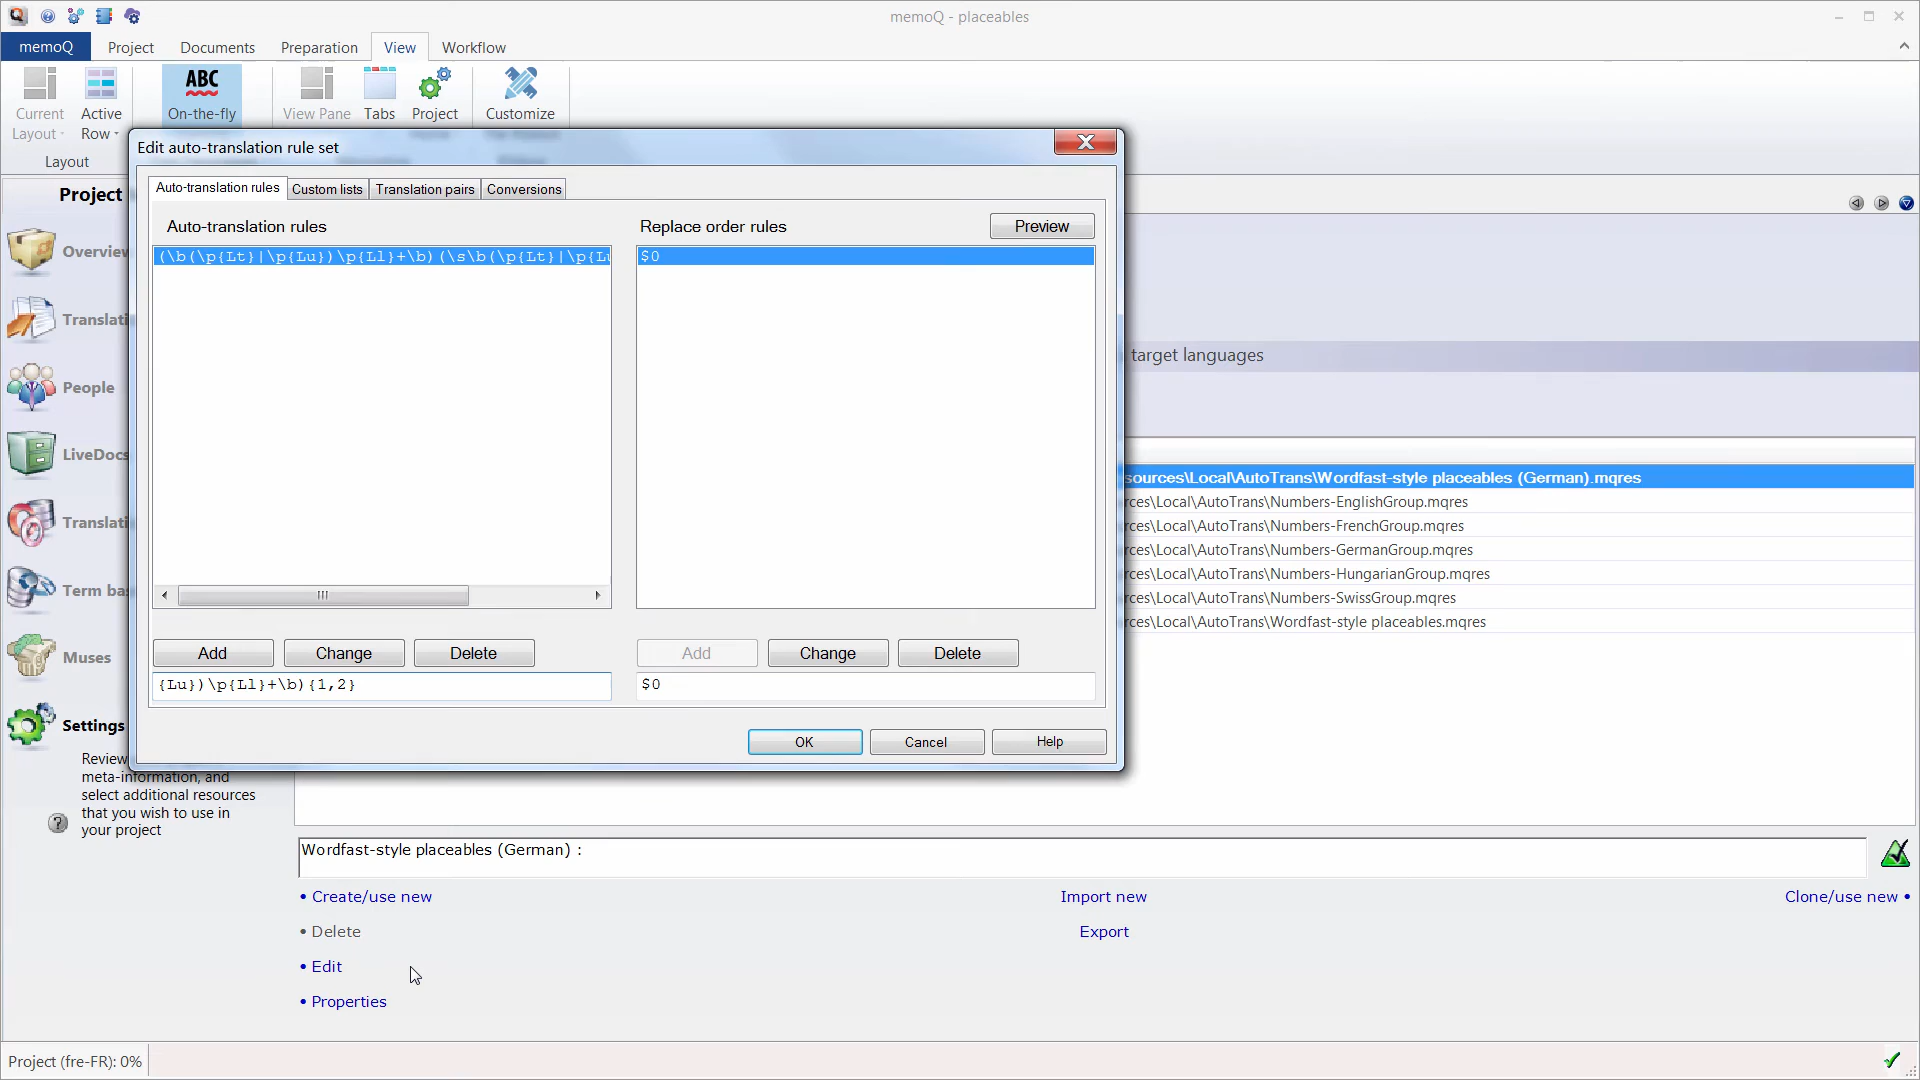 memoQ - placeables
memoQ
Project
Documents
Preparation
View
Workflow
ABC
Current
Layout
Active
Row
On-the-fly
View Pane
Tabs
Project
Customize
Layout
Edit auto-translation rule set
Auto-translation rules
Custom lists
Translation pairs
Conversions
Auto-translation rules
Replace order rules
Preview
(\b(\p{Lt}|\p{Lu})\p{Ll}+\b)(\s\b(\p{Lt}|\p{Lu
$0
Add
Change
Delete
Add
Change
Delete
{Lu})\p{Ll}+\b){1,2}
$0
OK
Cancel
Help
Project
Overview
Translati
People
LiveDocs
Translati
Term ba
Muses
Settings
Review
meta-information, and
select additional resources
that you wish to use in
your project
target languages
sources\Local\AutoTrans\Wordfast-style placeables (German).mqres
rces\Local\AutoTrans\Numbers-EnglishGroup.mqres
rces\Local\AutoTrans\Numbers-FrenchGroup.mqres
rces\Local\AutoTrans\Numbers-GermanGroup.mqres
rces\Local\AutoTrans\Numbers-HungarianGroup.mqres
rces\Local\AutoTrans\Numbers-SwissGroup.mqres
rces\Local\AutoTrans\Wordfast-style placeables.mqres
Wordfast-style placeables (German) :
• Create/use new
Import new
Clone/use new •
• Delete
Export
• Edit
• Properties
Project (fre-FR): 0%